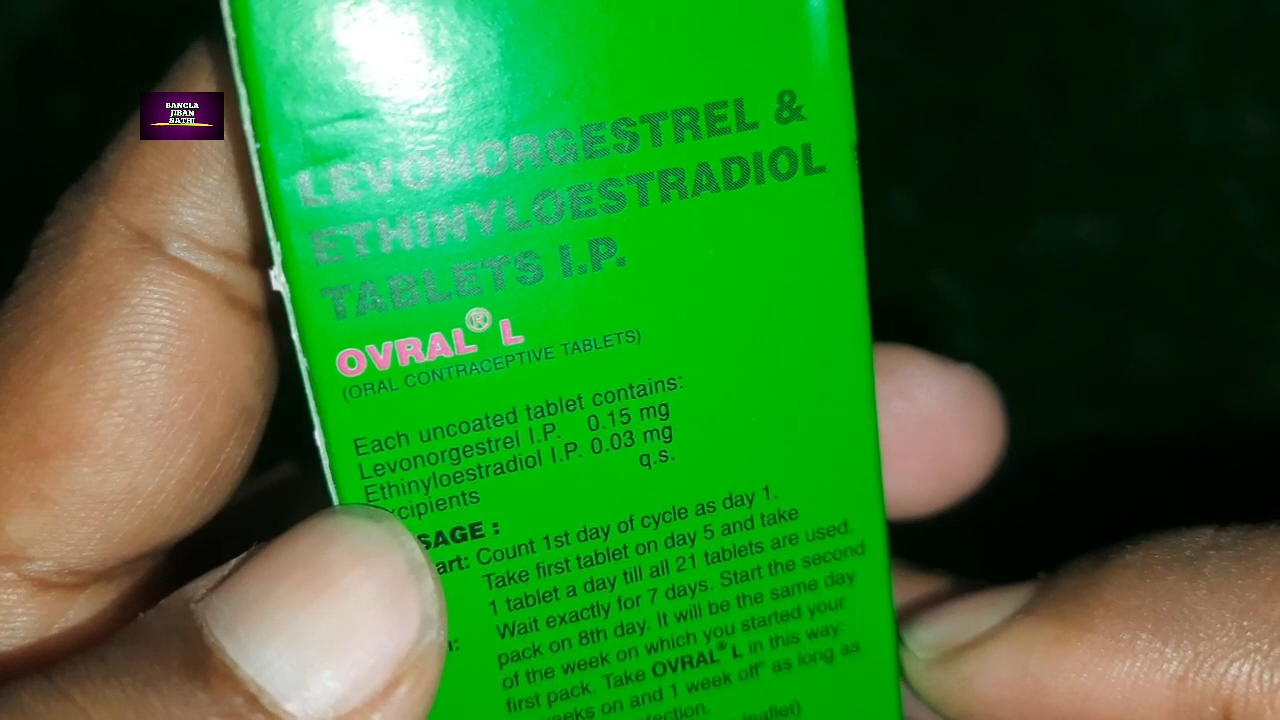 BANGLA
JIBAN
SATHI
LEVONORGESTREL &
ETHINYLOESTRADIOL
TABLETS I.P.
OVRAL® L
(ORAL CONTRACEPTIVE TABLETS)
Each uncoated tablet contains:
Levonorgestrel I.P. 0.15 mg
Ethinyloestradiol I.P. 0.03 mg
xcipients q.s.
SAGE :
art: Count 1st day of cycle as day 1.
Take first tablet on day 5 and take
1 tablet a day till all 21 tablets are used.
Wait exactly for 7 days. Start the second
pack on 8th day. It will be the same day
of the week on which you started your
first pack. Take OVRAL® L in this way:
eeks on and 1 week off" as long as
tection.
leaflet)